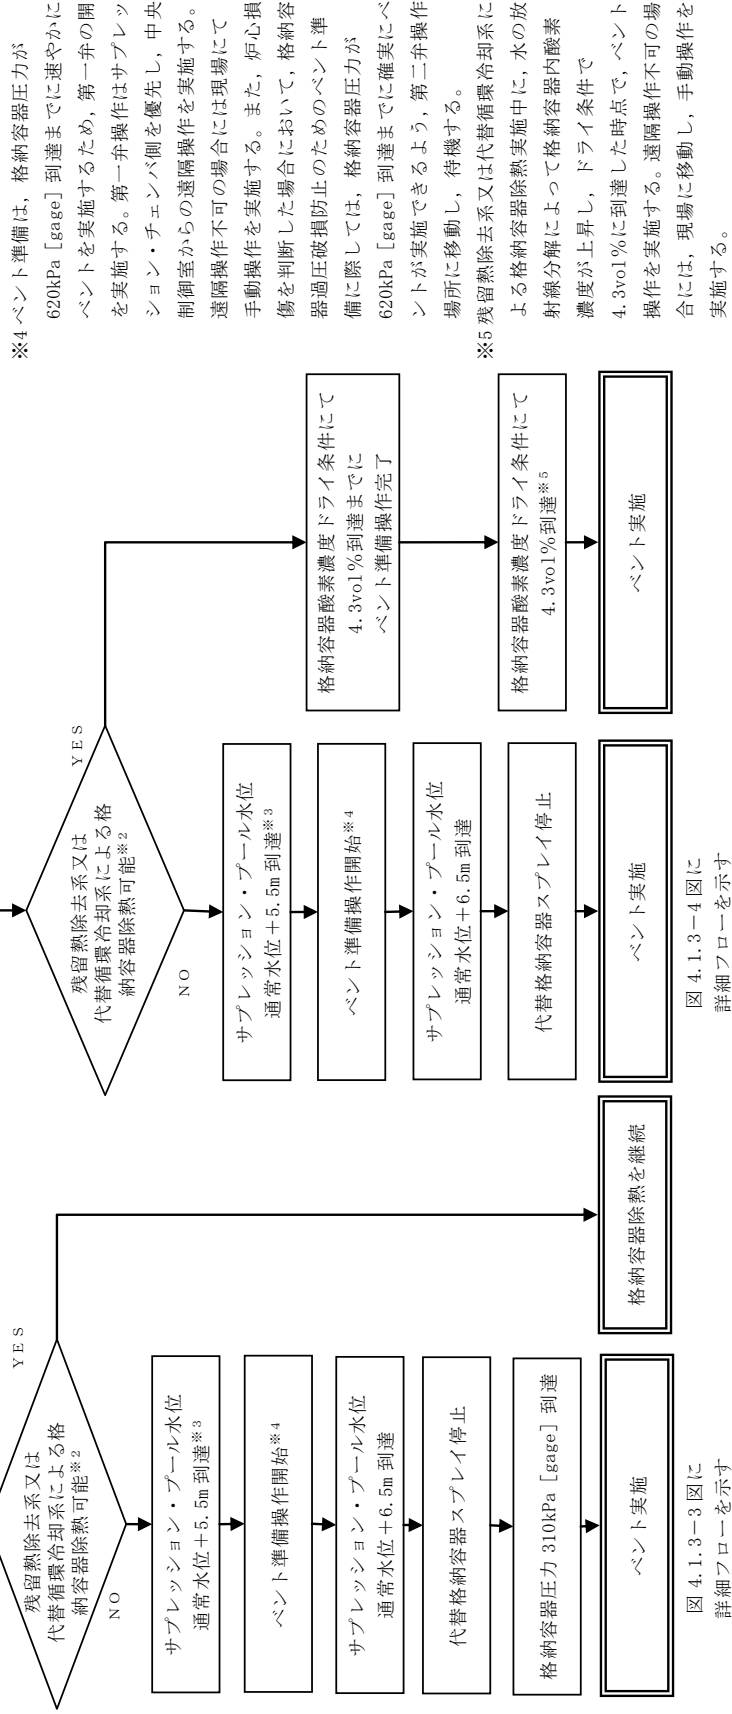 残留熱除去系又は
代替循環冷却系による格
納容器除熱可能※2
YES
NO
サプレッション・プール水位
通常水位＋5.5m 到達※3
ベント準備操作開始※4
サプレッション・プール水位
通常水位＋6.5m 到達
代替格納容器スプレイ停止
格納容器圧力 310kPa［gage］到達
ベント実施
図 4.1.3－3 図に
詳細フローを示す
格納容器除熱を継続
残留熱除去系又は
代替循環冷却系による格
納容器除熱可能※2
YES
NO
サプレッション・プール水位
通常水位＋5.5m 到達※3
ベント準備操作開始※4
サプレッション・プール水位
通常水位＋6.5m 到達
代替格納容器スプレイ停止
ベント実施
図 4.1.3－4 図に
詳細フローを示す
格納容器酸素濃度ドライ条件にて
4.3vol％到達までに
ベント準備操作完了
格納容器酸素濃度ドライ条件にて
4.3vol％到達※5
ベント実施
※4 ベント準備は，格納容器圧力が
620kPa［gage］到達までに速やかに
ベントを実施するため，第一弁の開
を実施する。第一弁操作はサプレッ
ション・チェンバ側を優先し，中央
制御室からの遠隔操作を実施する。
遠隔操作不可の場合には現場にて
手動操作を実施する。また，炉心損
傷を判断した場合において，格納容
器過圧破損防止のためのベント準
備に際しては，格納容器圧力が
620kPa［gage］到達までに確実にベ
ントが実施できるよう，第二弁操作
場所に移動し，待機する。
※5 残留熱除去系又は代替循環冷却系に
よる格納容器除熱実施中に，水の放
射線分解によって格納容器内酸素
濃度が上昇し，ドライ条件で
4.3vol％に到達した時点で，ベント
操作を実施する。遠隔操作不可の場
合には，現場に移動し，手動操作を
実施する。